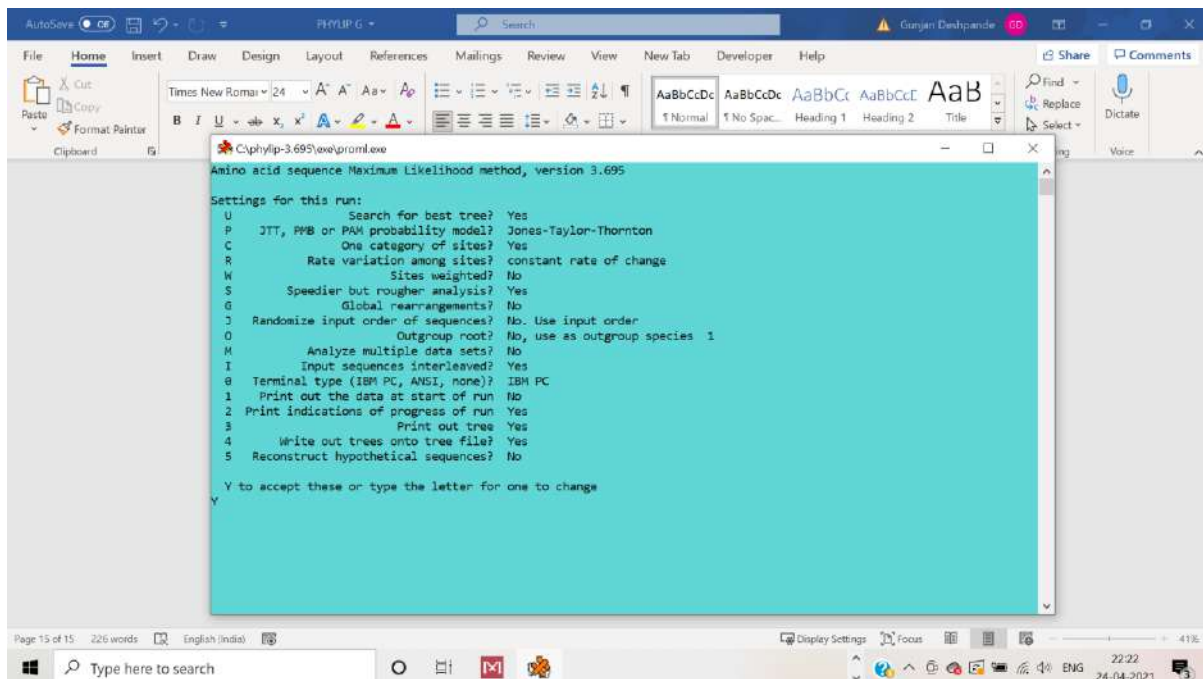 AutoSave Off PHYLIP G Search Gunjan Deshpande GD
File Home Insert Draw Design Layout References Mailings Review View New Tab Developer Help Share Comments
Cut
Copy
Paste
Format Painter
Clipboard
Times New Roman 24 A A Aa
B I U ab x, x² A A
AaBbCcDc AaBbCcDc AaBbCc AaBbCcE AaB
¶ Normal ¶ No Spac... Heading 1 Heading 2 Title
Find
Replace
Select
Dictate
Voice
C:\phylip-3.695\exe\proml.exe
Amino acid sequence Maximum Likelihood method, version 3.695
Settings for this run:
U Search for best tree? Yes
P JTT, PMB or PAM probability model? Jones-Taylor-Thornton
C One category of sites? Yes
R Rate variation among sites? constant rate of change
W Sites weighted? No
S Speedier but rougher analysis? Yes
G Global rearrangements? No
J Randomize input order of sequences? No. Use input order
O Outgroup root? No, use as outgroup species 1
M Analyze multiple data sets? No
I Input sequences interleaved? Yes
0 Terminal type (IBM PC, ANSI, none)? IBM PC
1 Print out the data at start of run No
2 Print indications of progress of run Yes
3 Print out tree Yes
4 Write out trees onto tree file? Yes
5 Reconstruct hypothetical sequences? No
Y to accept these or type the letter for one to change
Y
Page 15 of 15 226 words English (India) Display Settings Focus 41%
Type here to search ENG 22:22
24-04-2021